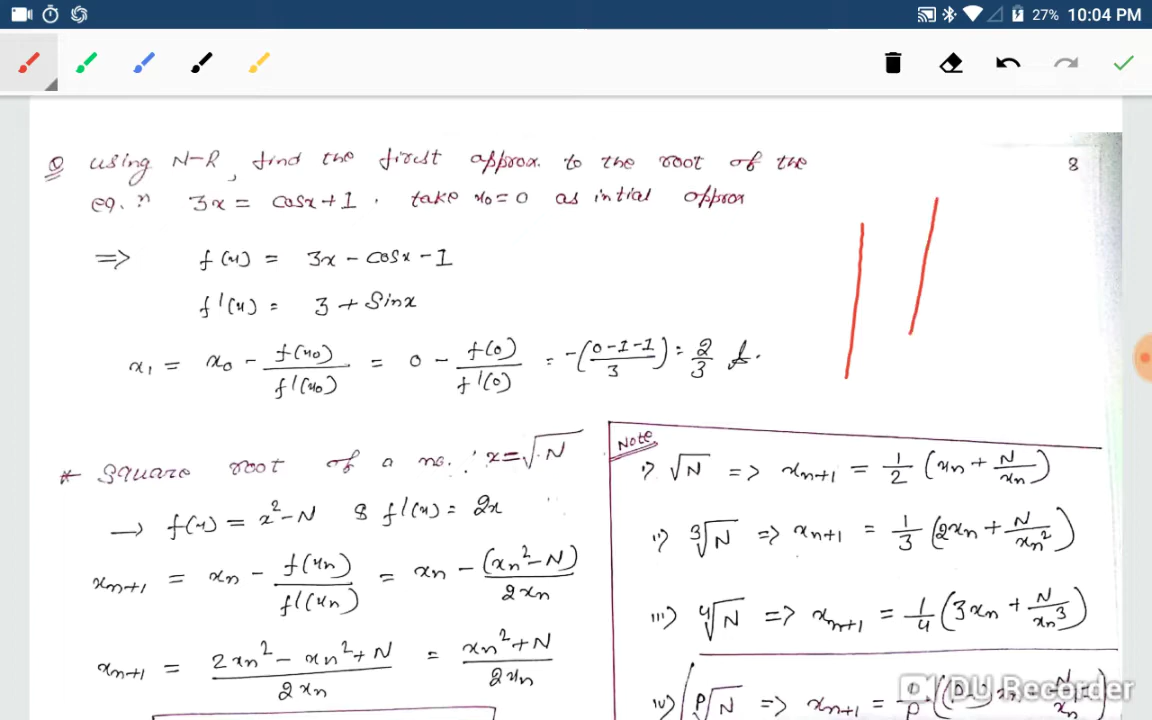 27% 10:04 PM
8
Q using N-R, find the first approx. to the root of the
eq.ⁿ 3x = cosx+1 . take x₀=0 as intial approx
=> f(x) = 3x - cosx - 1
f'(x) = 3 + Sinx
x₁ = x₀ - f(x₀)/f'(x₀) = 0 - f(0)/f'(0) = -(0-1-1/3) = 2/3
* Square root of a no. : x = √N
→ f(x) = x²-N & f'(x) = 2x
xₙ₊₁ = xₙ - f(xₙ)/f'(xₙ) = xₙ - (xₙ²-N)/2xₙ
xₙ₊₁ = 2xₙ² - xₙ² + N/2xₙ = xₙ²+N/2xₙ
Note
i) √N => xₙ₊₁ = 1/2 (xₙ + N/xₙ)
ii) ³√N => xₙ₊₁ = 1/3 (2xₙ + N/xₙ²)
iii) ⁴√N => xₙ₊₁ = 1/4 (3xₙ + N/xₙ³)
iv) ᵖ√N => xₙ₊₁ =
DU Recorder